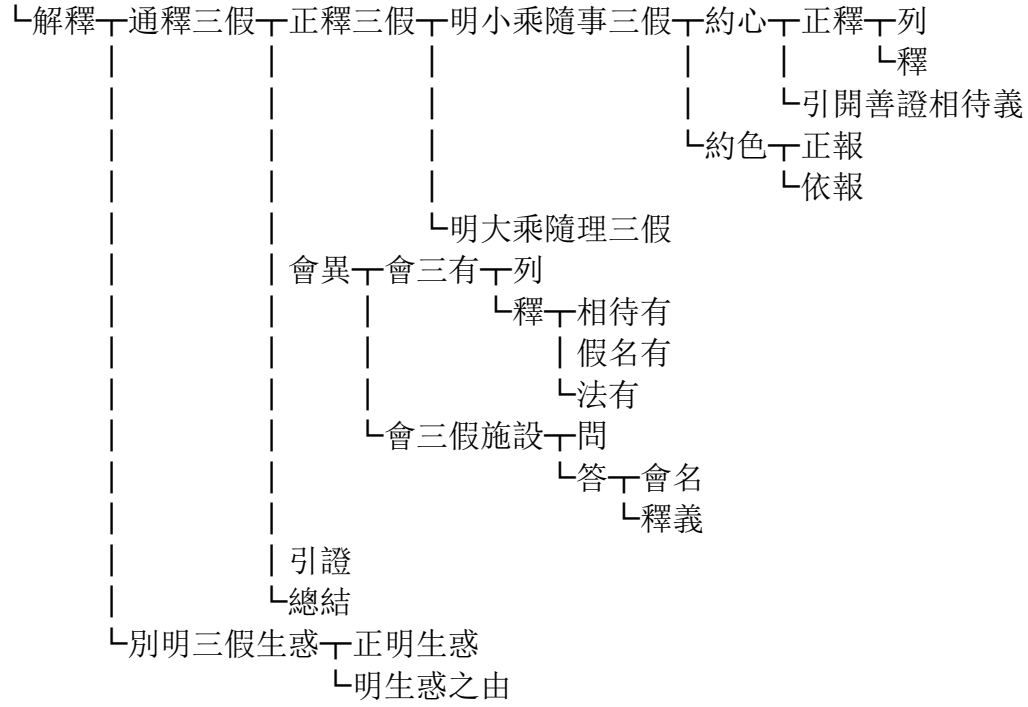 └解釋┬通釋三假┬正釋三假┬明小乘隨事三假┬約心┬正釋┬列
└釋
└引開善證相待義
└約色┬正報
└依報
└明大乘隨理三假
會異┬會三有┬列
└釋┬相待有
｜假名有
└法有
└會三假施設┬問
└答┬會名
└釋義
｜引證
└總結
└別明三假生惑┬正明生惑
└明生惑之由